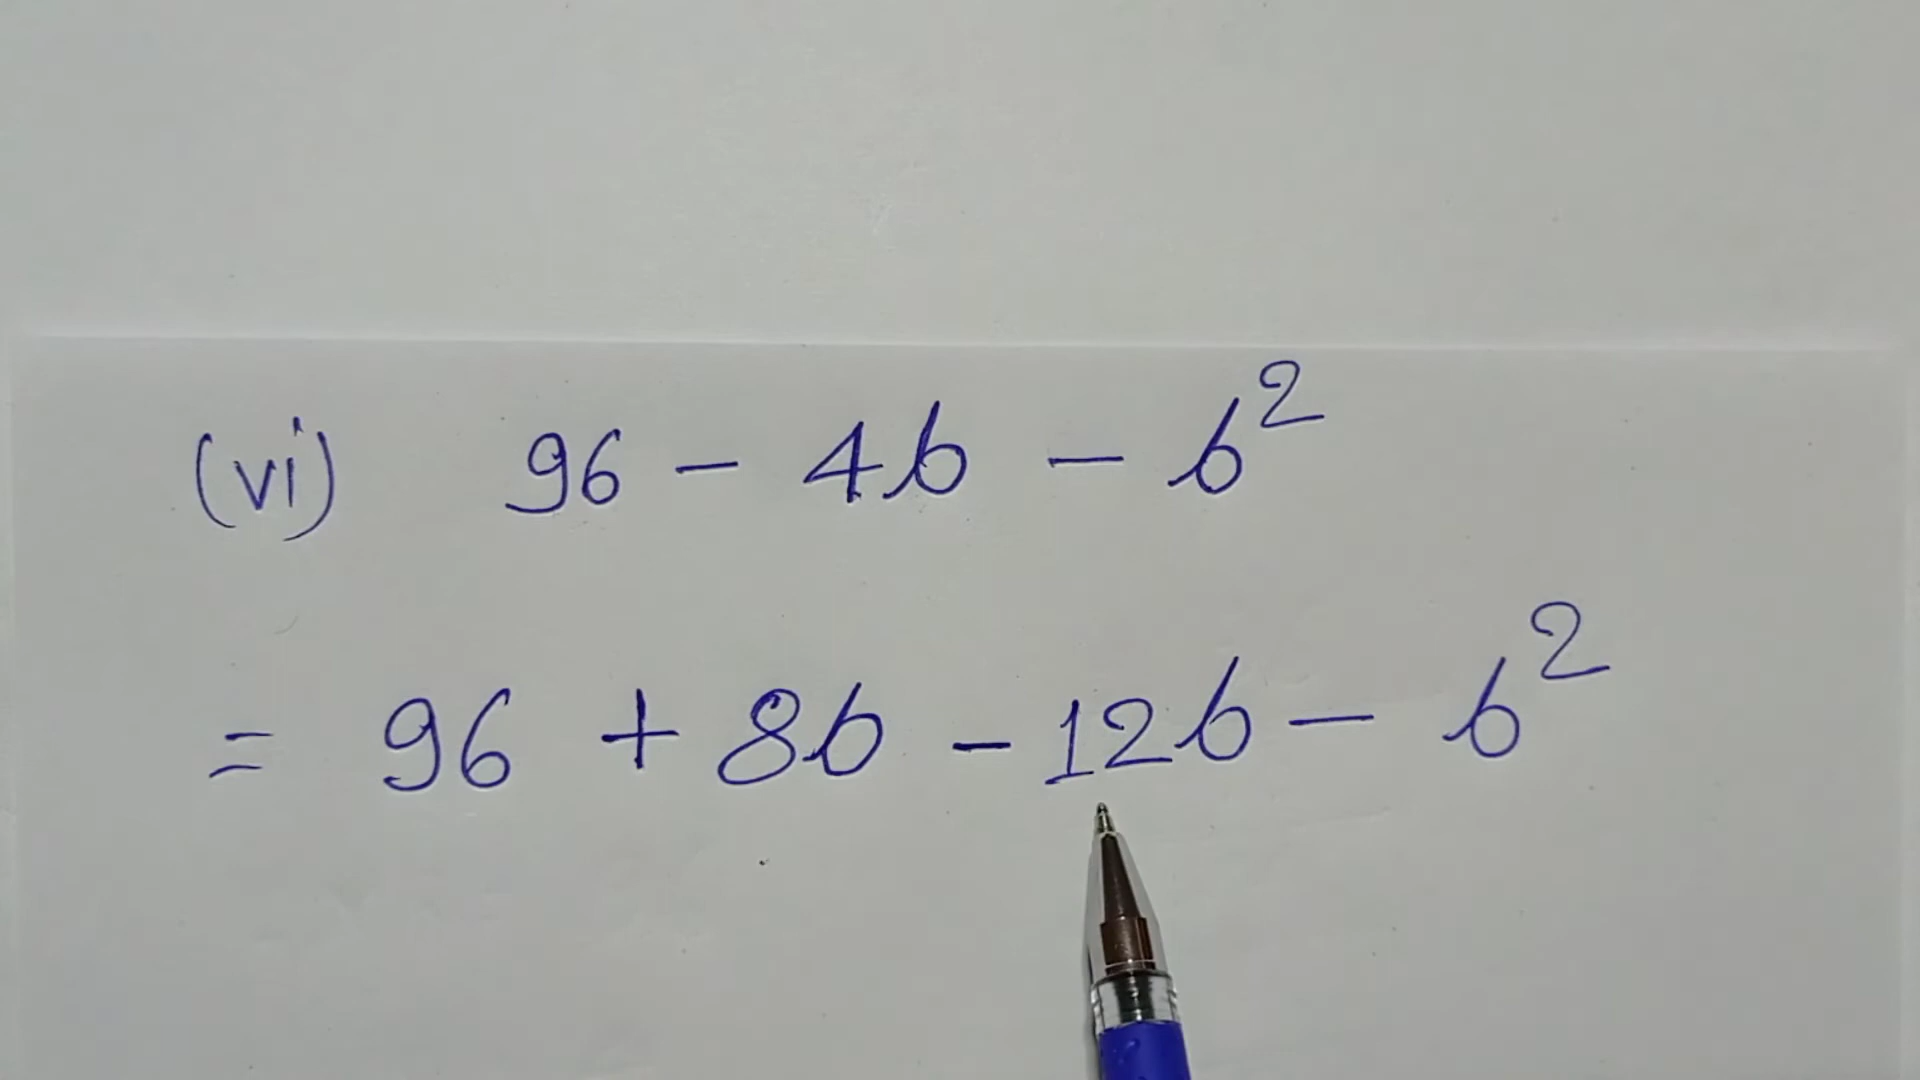 (vi) 96 - 4b - b²
= 96 + 8b - 12b - b²